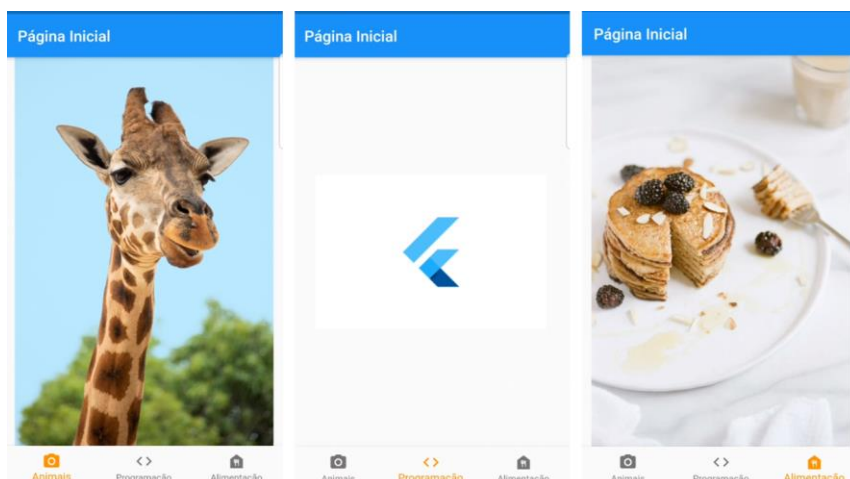 Página Inicial
Animais
Programação
Alimentação
Página Inicial
Animais
Programação
Alimentação
Página Inicial
Animais
Programação
Alimentação